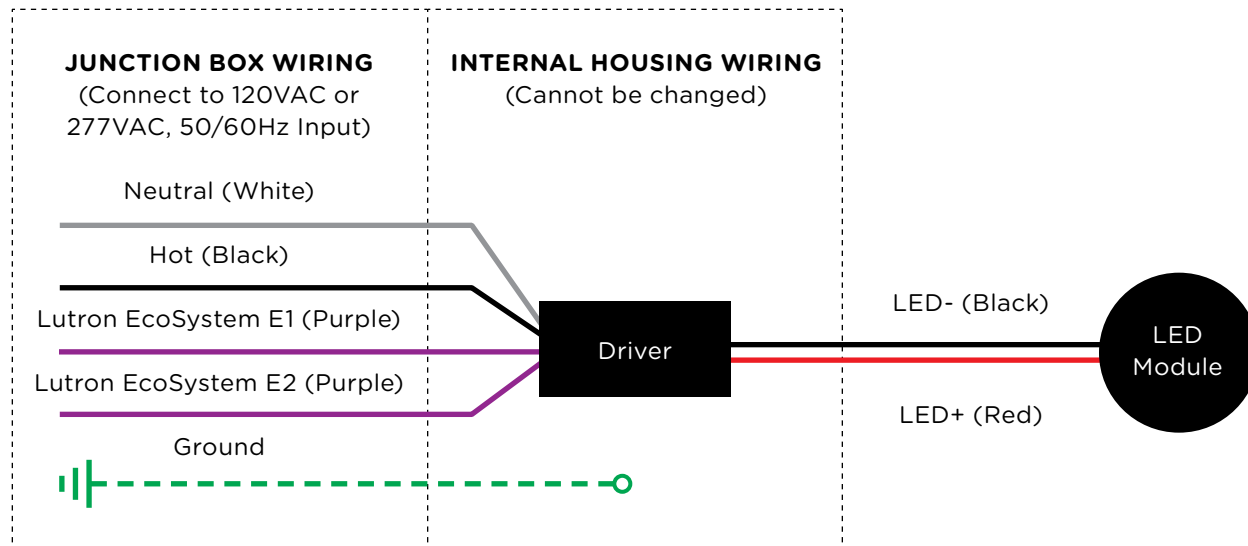 JUNCTION BOX WIRING
(Connect to 120VAC or
277VAC, 50/60Hz Input)
INTERNAL HOUSING WIRING
(Cannot be changed)
Neutral (White)
Hot (Black)
Lutron EcoSystem E1 (Purple)
Lutron EcoSystem E2 (Purple)
Ground
Driver
LED- (Black)
LED+ (Red)
LED
Module